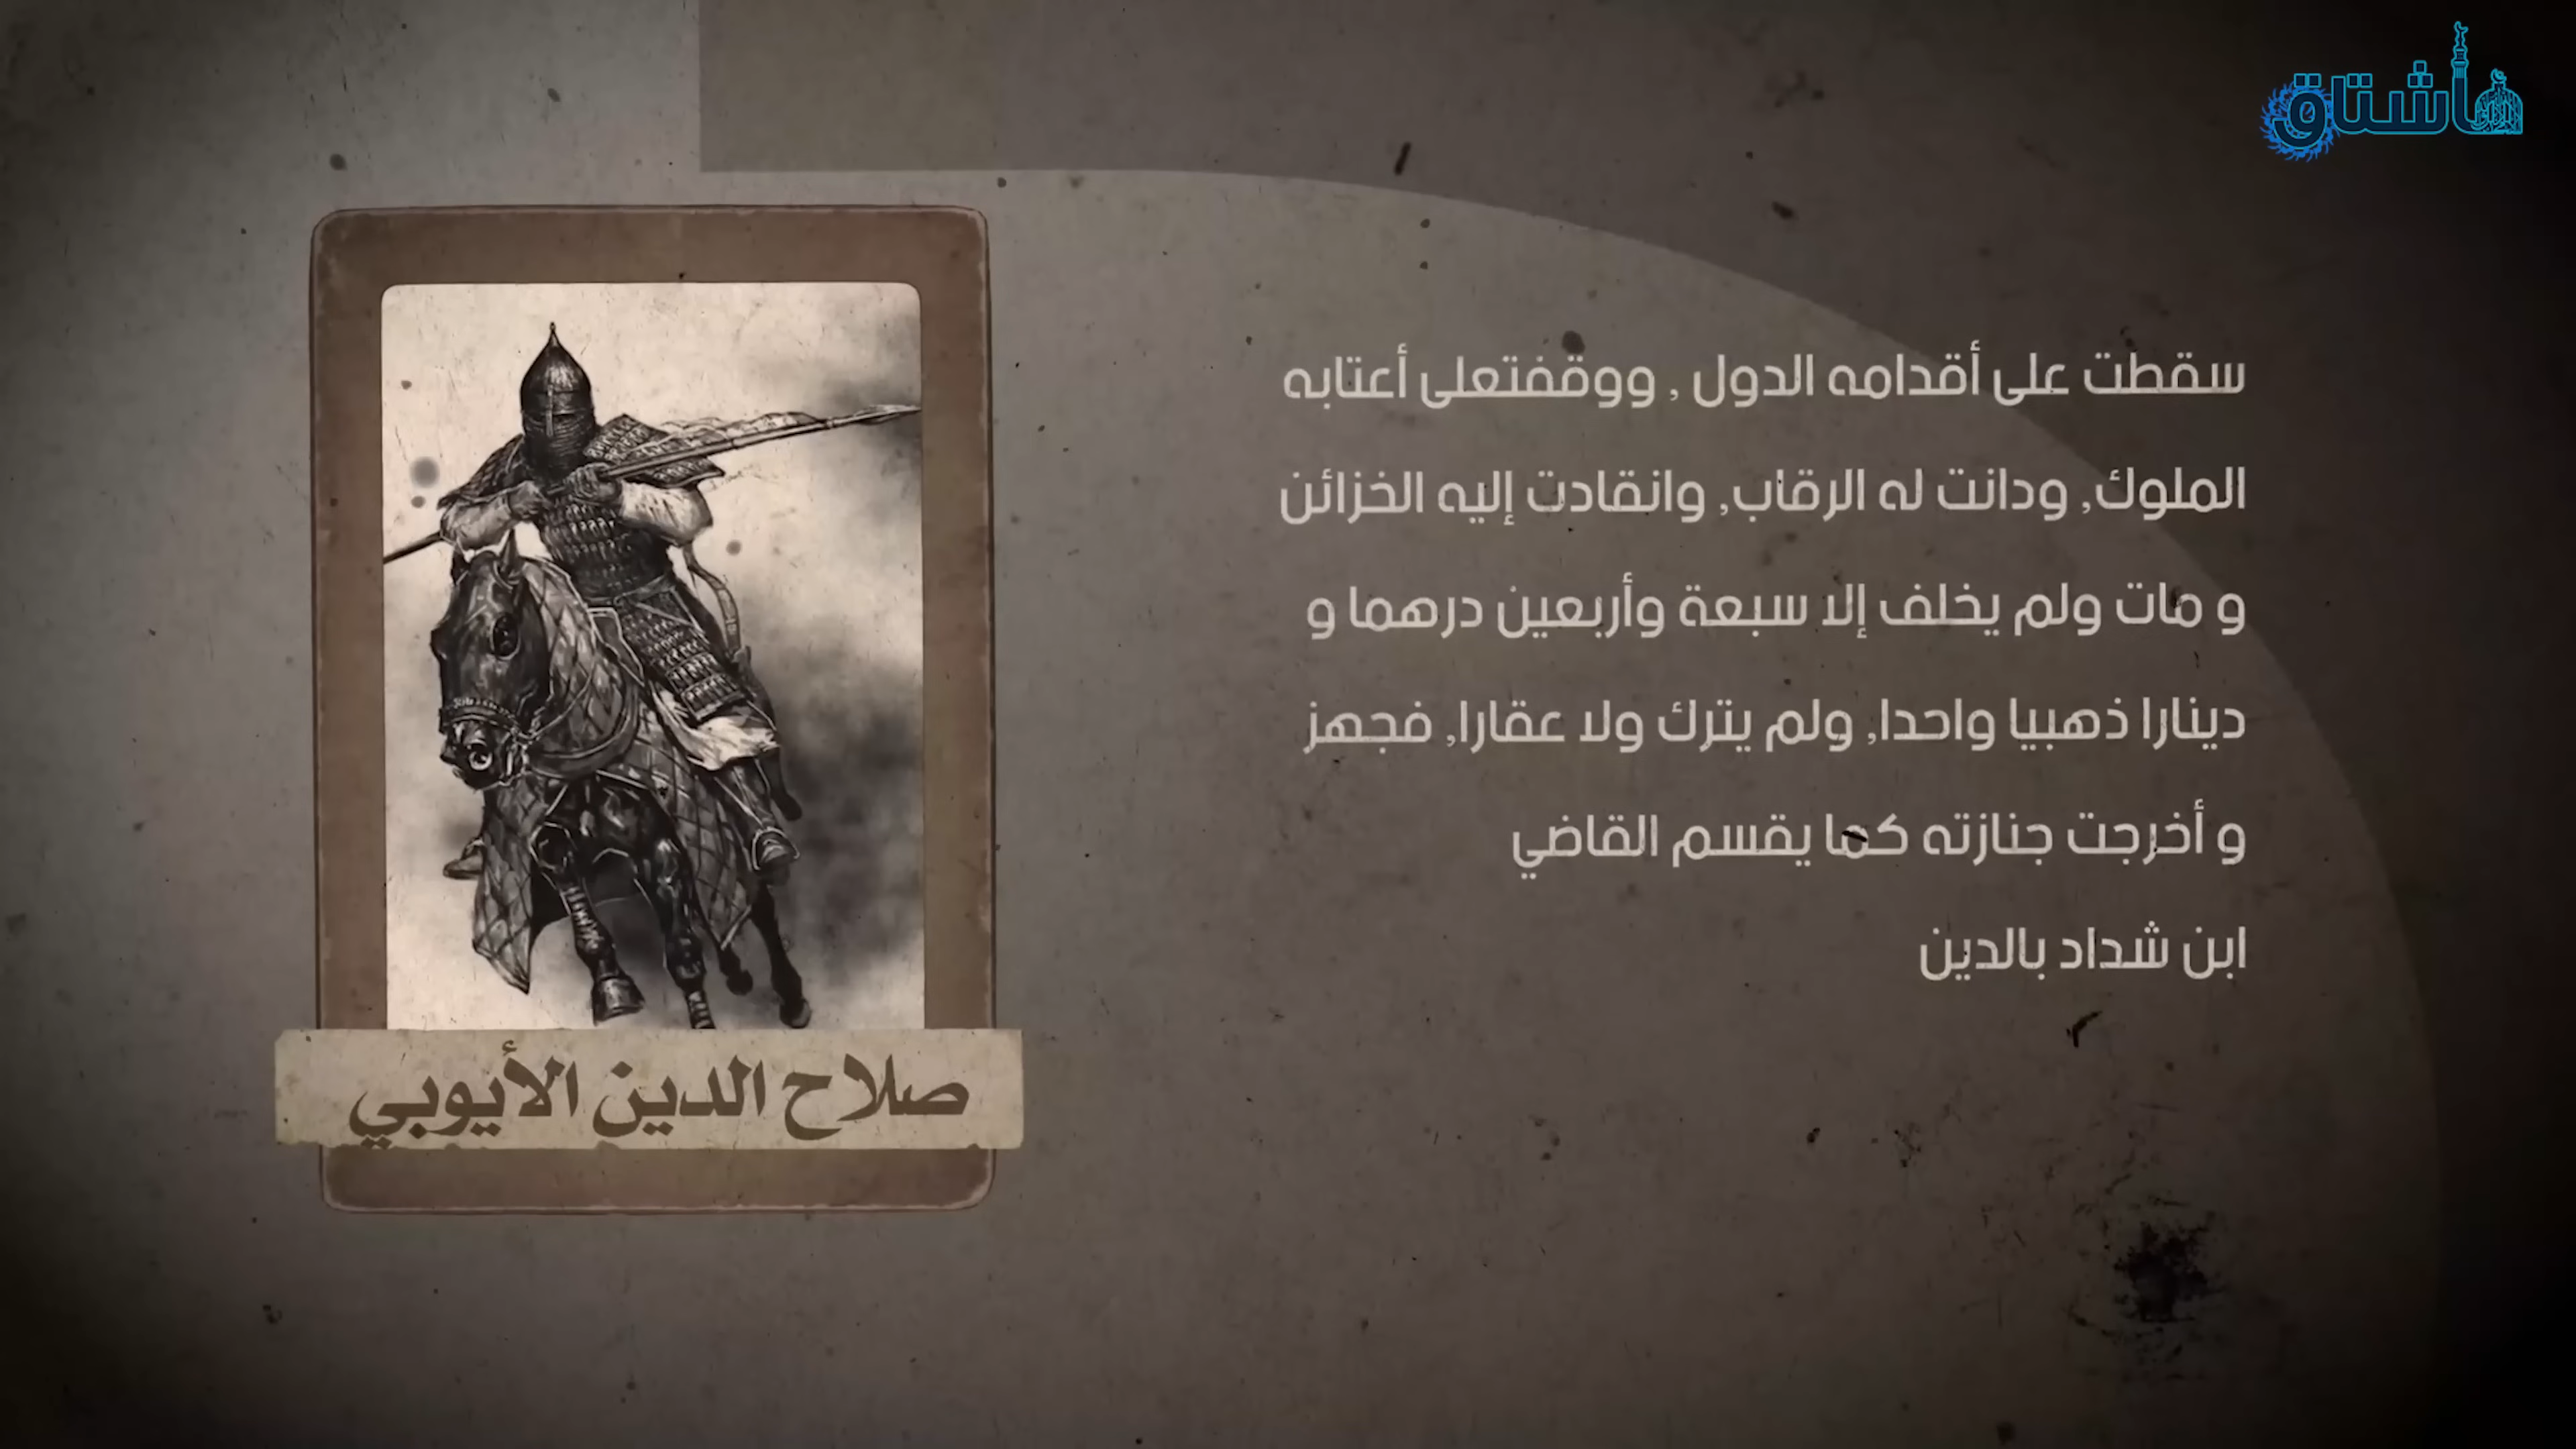 سقطت على أقدامه الدول , ووقفتعلى أعتابه
الملوك, ودانت له الرقاب, وانقادت إليه الخزائن
و مات ولم يخلف إلا سبعة وأربعين درهما و
دينارا ذهبيا واحدا, ولم يترك ولا عقارا, فجهز
و أخرجت جنازته كما يقسم القاضي
ابن شداد بالدين
صلاح الدين الأيوبي